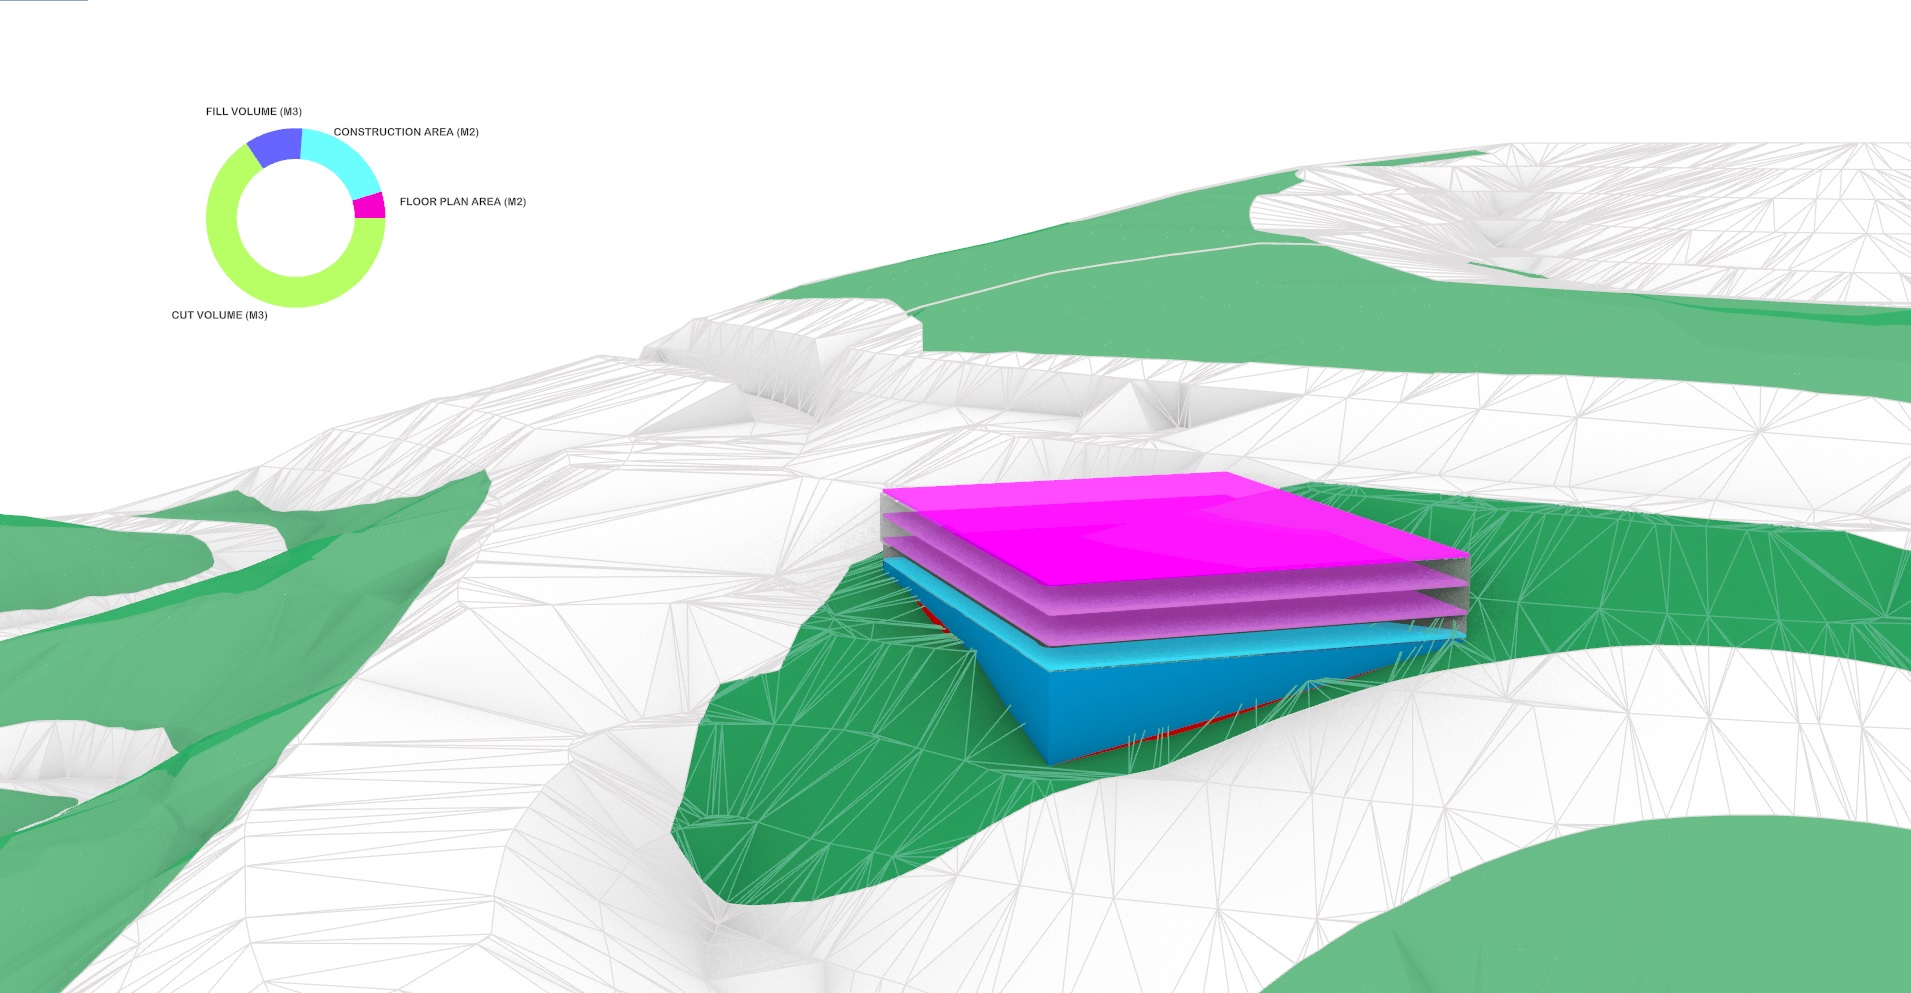 FILL VOLUME (M3)
CONSTRUCTION AREA (M2)
FLOOR PLAN AREA (M2)
CUT VOLUME (M3)